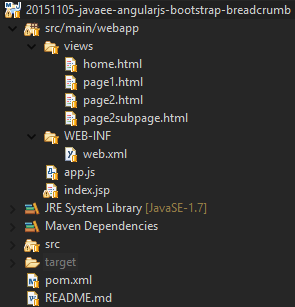 20151105-javaee-angularjs-bootstrap-breadcrumb
src/main/webapp
views
home.html
page1.html
page2.html
page2subpage.html
WEB-INF
web.xml
app.js
index.jsp
JRE System Library [JavaSE-1.7]
Maven Dependencies
src
target
pom.xml
README.md